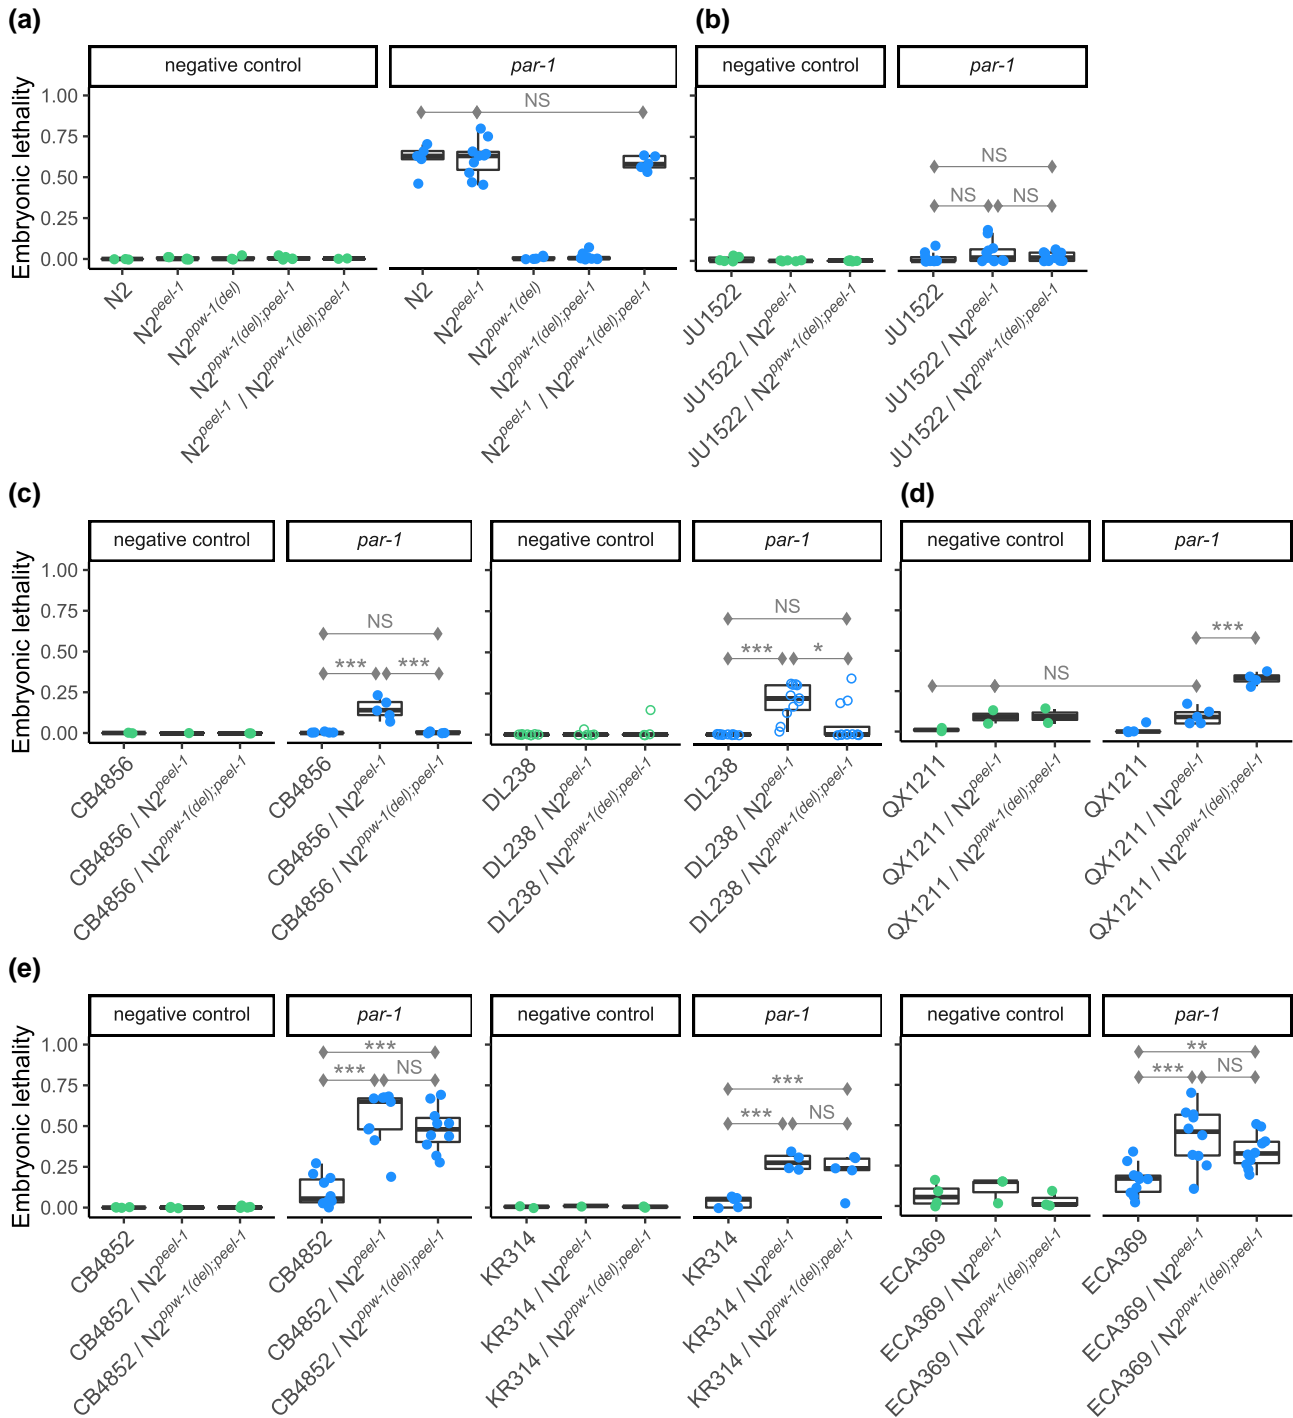 (a)
(b)
negative control
par-1
negative control
par-1
Embryonic lethality
1.00
0.75
0.50
0.25
0.00
NS
NS
NS
NS
N2
N2peel-1
N2ppw-1(del)
N2ppw-1(del);peel-1
N2peel-1 / N2ppw-1(del);peel-1
N2
N2peel-1
N2ppw-1(del)
N2ppw-1(del);peel-1
N2peel-1 / N2ppw-1(del);peel-1
JU1522
JU1522 / N2peel-1
JU1522 / N2ppw-1(del);peel-1
JU1522
JU1522 / N2peel-1
JU1522 / N2ppw-1(del);peel-1
(c)
(d)
negative control
par-1
negative control
par-1
negative control
par-1
Embryonic lethality
1.00
0.75
0.50
0.25
0.00
NS
*** ***
NS
*** *
NS
***
CB4856
CB4856 / N2peel-1
CB4856 / N2ppw-1(del);peel-1
CB4856
CB4856 / N2peel-1
CB4856 / N2ppw-1(del);peel-1
DL238
DL238 / N2peel-1
DL238 / N2ppw-1(del);peel-1
DL238
DL238 / N2peel-1
DL238 / N2ppw-1(del);peel-1
QX1211
QX1211 / N2peel-1
QX1211 / N2ppw-1(del);peel-1
QX1211
QX1211 / N2peel-1
QX1211 / N2ppw-1(del);peel-1
(e)
negative control
par-1
negative control
par-1
negative control
par-1
Embryonic lethality
1.00
0.75
0.50
0.25
0.00
***
*** NS
***
*** NS
**
*** NS
CB4852
CB4852 / N2peel-1
CB4852 / N2ppw-1(del);peel-1
CB4852
CB4852 / N2peel-1
CB4852 / N2ppw-1(del);peel-1
KR314
KR314 / N2peel-1
KR314 / N2ppw-1(del);peel-1
KR314
KR314 / N2peel-1
KR314 / N2ppw-1(del);peel-1
ECA369
ECA369 / N2peel-1
ECA369 / N2ppw-1(del);peel-1
ECA369
ECA369 / N2peel-1
ECA369 / N2ppw-1(del);peel-1